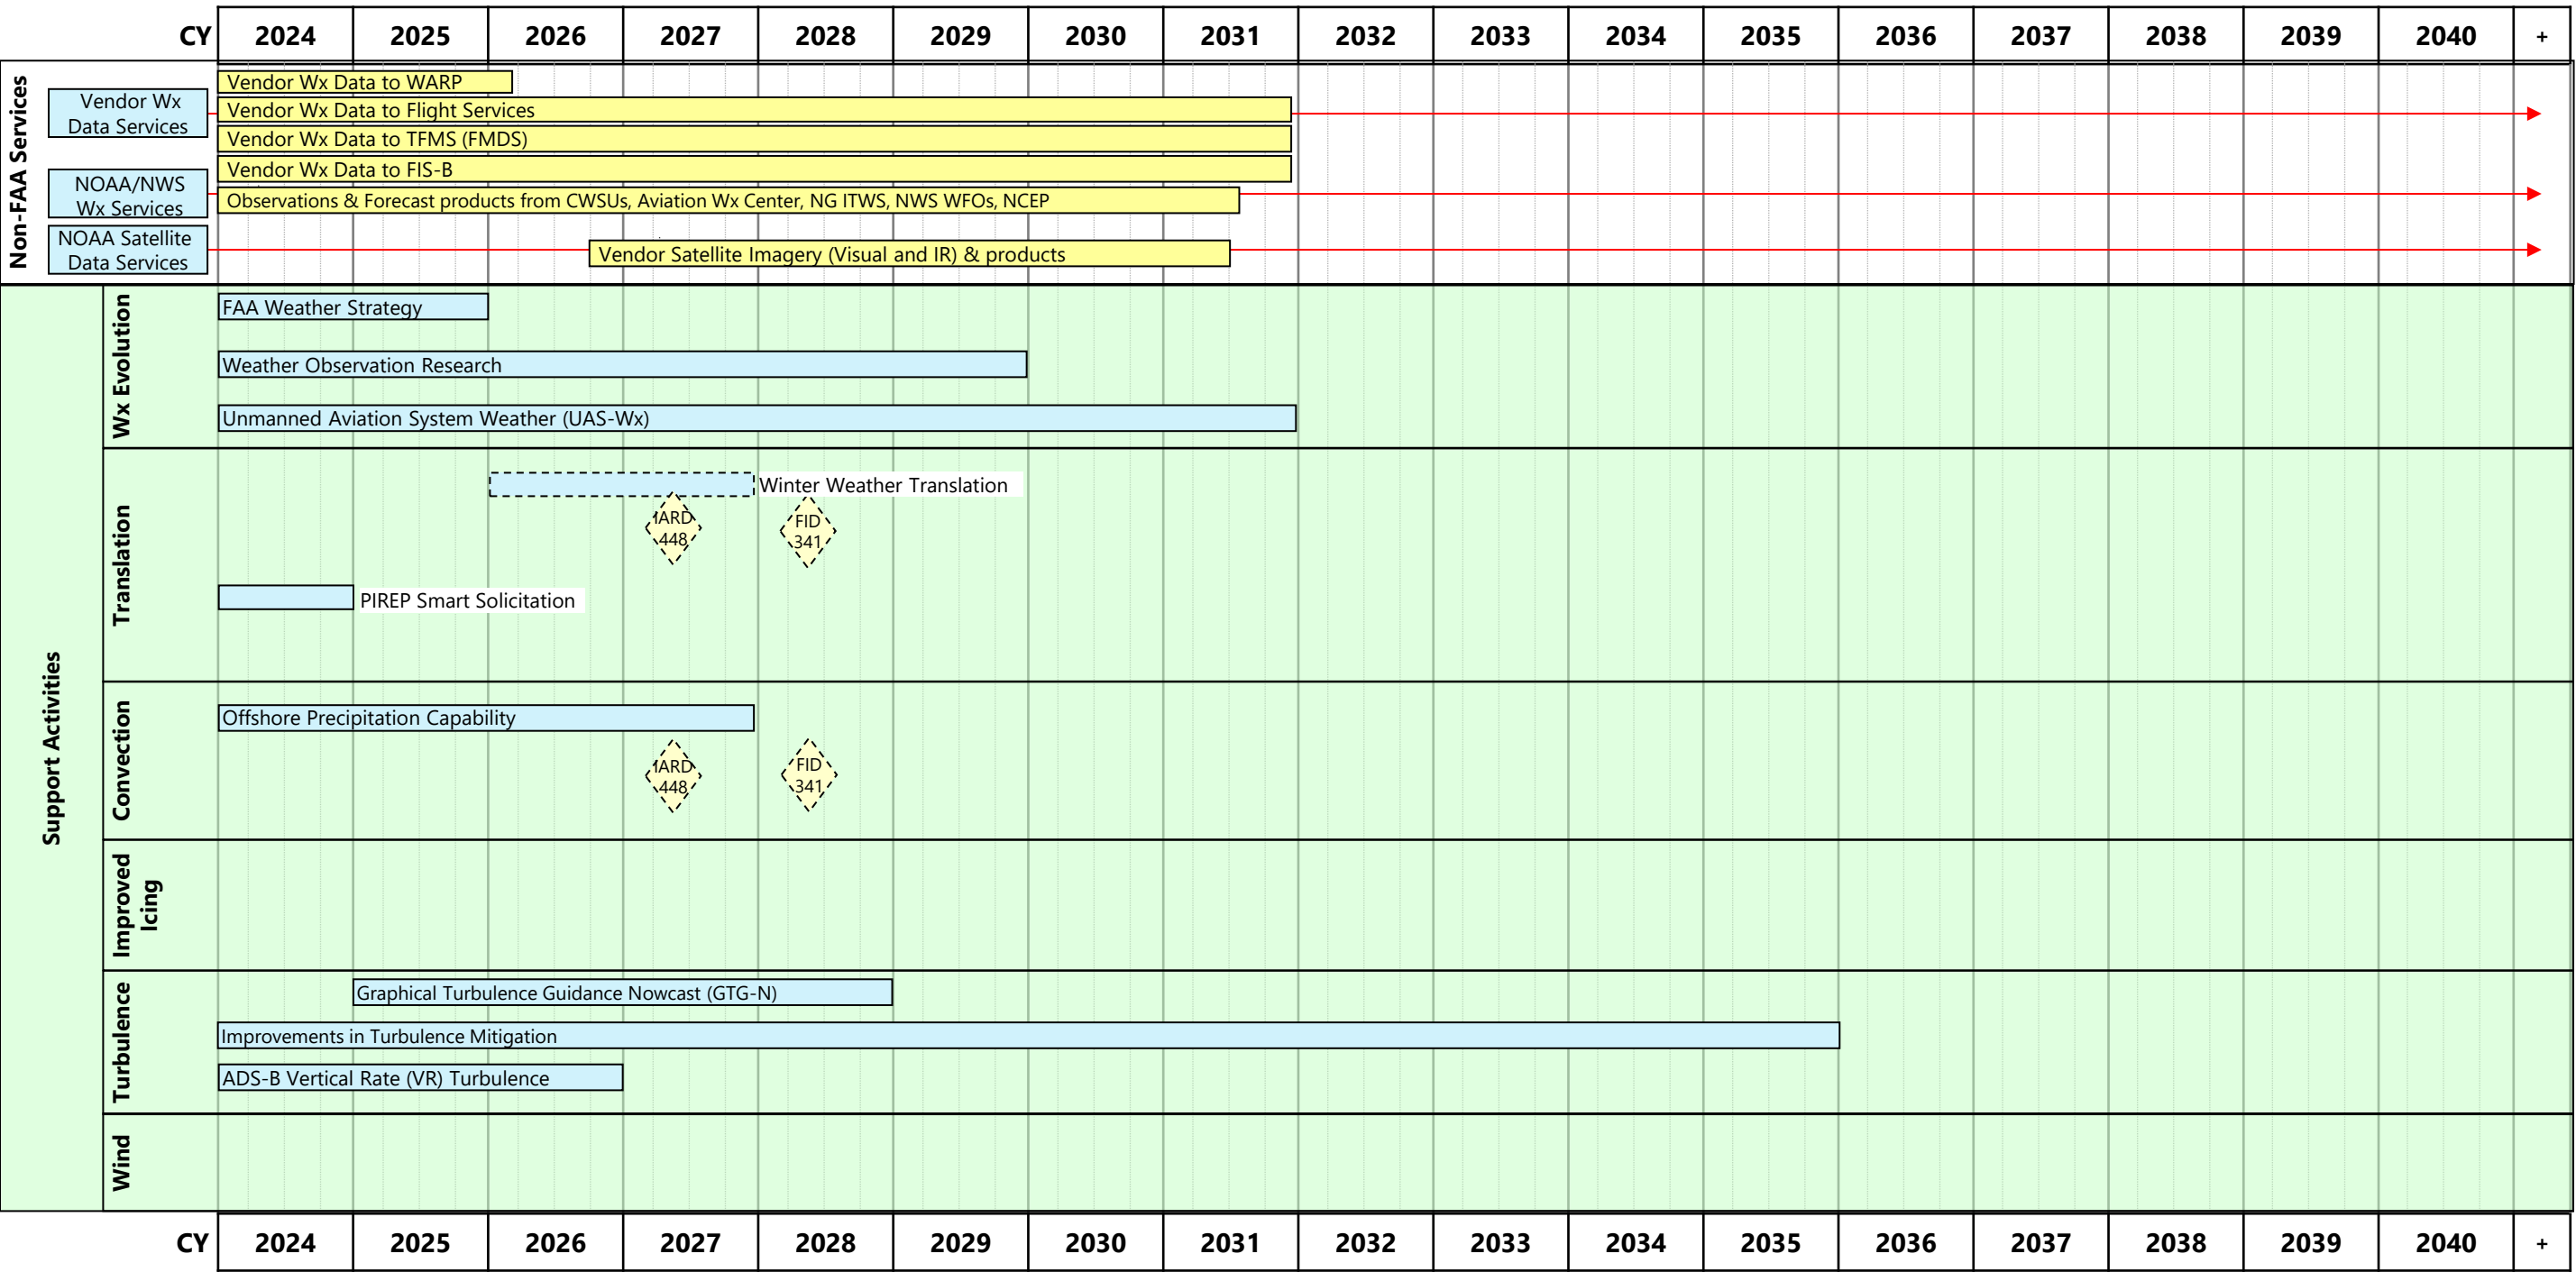 CY 2024 2025 2026 2027 2028 2029 2030 2031 2032 2033 2034 2035 2036 2037 2038 2039 2040 +
Non-FAA Services
Vendor Wx
Data Services
Vendor Wx Data to WARP
Vendor Wx Data to Flight Services
Vendor Wx Data to TFMS (FMDS)
Vendor Wx Data to FIS-B
NOAA/NWS
Wx Services
Observations & Forecast products from CWSUs, Aviation Wx Center, NG ITWS, NWS WFOs, NCEP
NOAA Satellite
Data Services
Vendor Satellite Imagery (Visual and IR) & products
Support Activities
Wx Evolution
FAA Weather Strategy
Weather Observation Research
Unmanned Aviation System Weather (UAS-Wx)
Translation
Winter Weather Translation
IARD
448
FID
341
PIREP Smart Solicitation
Convection
Offshore Precipitation Capability
IARD
448
FID
341
Improved
Icing
Turbulence
Graphical Turbulence Guidance Nowcast (GTG-N)
Improvements in Turbulence Mitigation
ADS-B Vertical Rate (VR) Turbulence
Wind
CY 2024 2025 2026 2027 2028 2029 2030 2031 2032 2033 2034 2035 2036 2037 2038 2039 2040 +